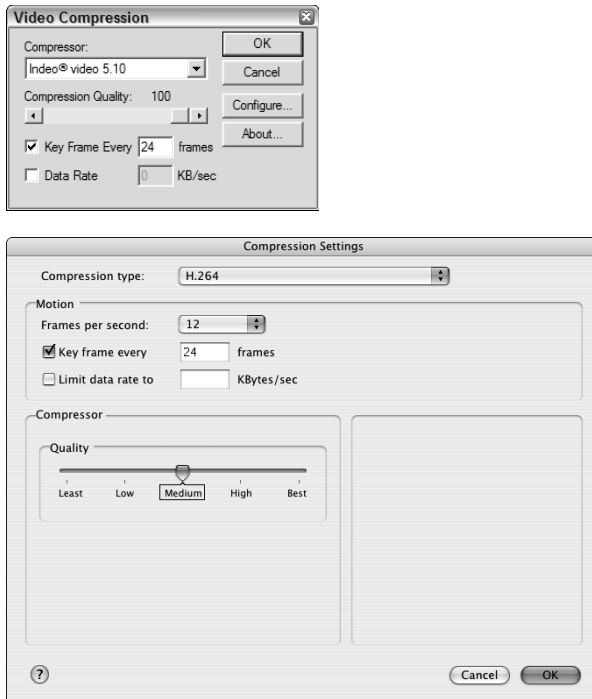 Video Compression
Compressor:
OK
Indeo® video 5.10
Cancel
Compression Quality: 100
Configure...
About...
Key Frame Every 24 frames
Data Rate 0 KB/sec
Compression Settings
Compression type: H.264
Motion
Frames per second: 12
Key frame every 24 frames
Limit data rate to KBytes/sec
Compressor
Quality
Least Low Medium High Best
? Cancel OK